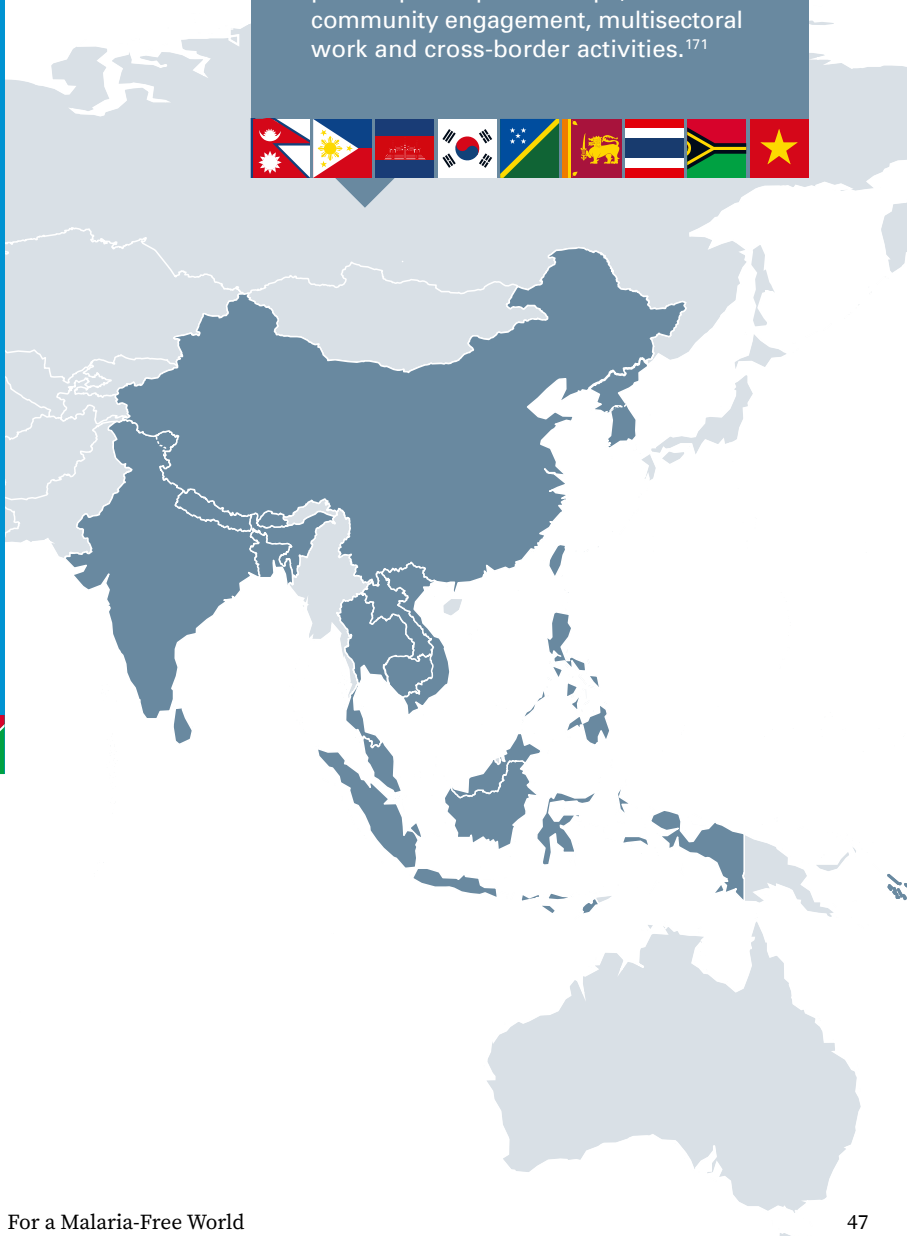 community engagement, multisectoral
work and cross-border activities.171
For a Malaria-Free World
47